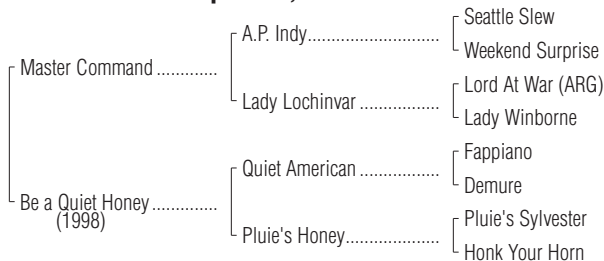 Seattle Slew
A.P. Indy..................
Weekend Surprise
Master Command .............
Lord At War (ARG)
Lady Lochinvar .................
Lady Winborne
Fappiano
Quiet American .................
Demure
Be a Quiet Honey ..............
(1998)
Pluie's Sylvester
Pluie's Honey....................
Honk Your Horn